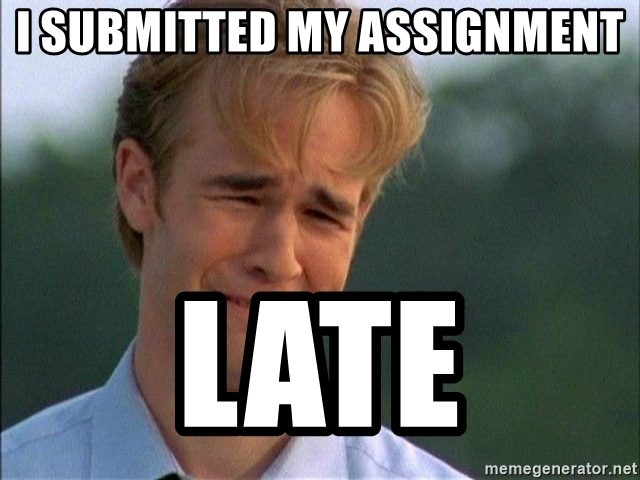 I SUBMITTED MY ASSIGNMENT
LATE
memegenerator.net